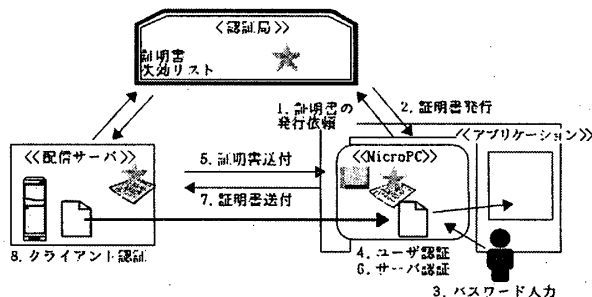 ≪認証局≫
証明書
失効リスト
1. 証明書の
発行依頼
2. 証明書発行
≪アプリケーション≫
≪配信サーバ≫
5. 証明書送付
≪MicroPC≫
7. 証明書送付
8. クライアント認証
4. ユーザ認証
6. サーバ認証
3. パスワード入力